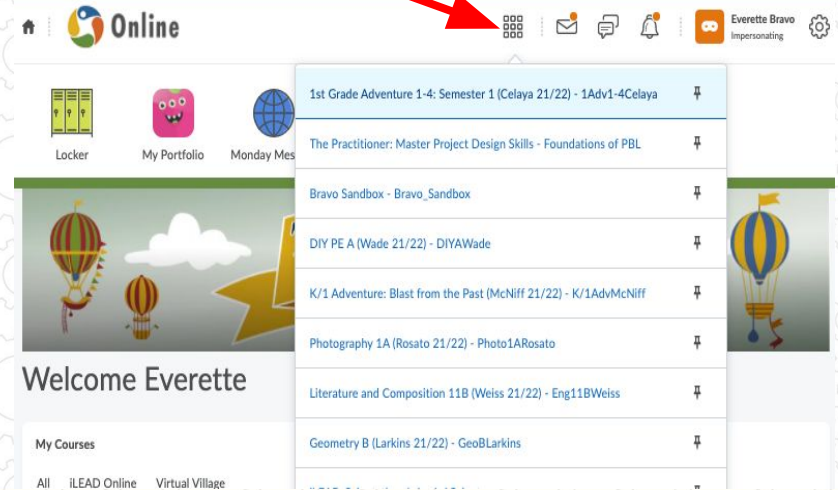 Online
Everette Bravo
Impersonating
Locker
My Portfolio
Monday Mes
1st Grade Adventure 1-4: Semester 1 (Celaya 21/22) - 1Adv1-4Celaya
The Practitioner: Master Project Design Skills - Foundations of PBL
Bravo Sandbox - Bravo_Sandbox
DIY PE A (Wade 21/22) - DIYAWade
K/1 Adventure: Blast from the Past (McNiff 21/22) - K/1AdvMcNiff
Photography 1A (Rosato 21/22) - Photo1ARosato
Literature and Composition 11B (Weiss 21/22) - Eng11BWeiss
Geometry B (Larkins 21/22) - GeoBLarkins
Welcome Everette
My Courses
All iLEAD Online Virtual Village